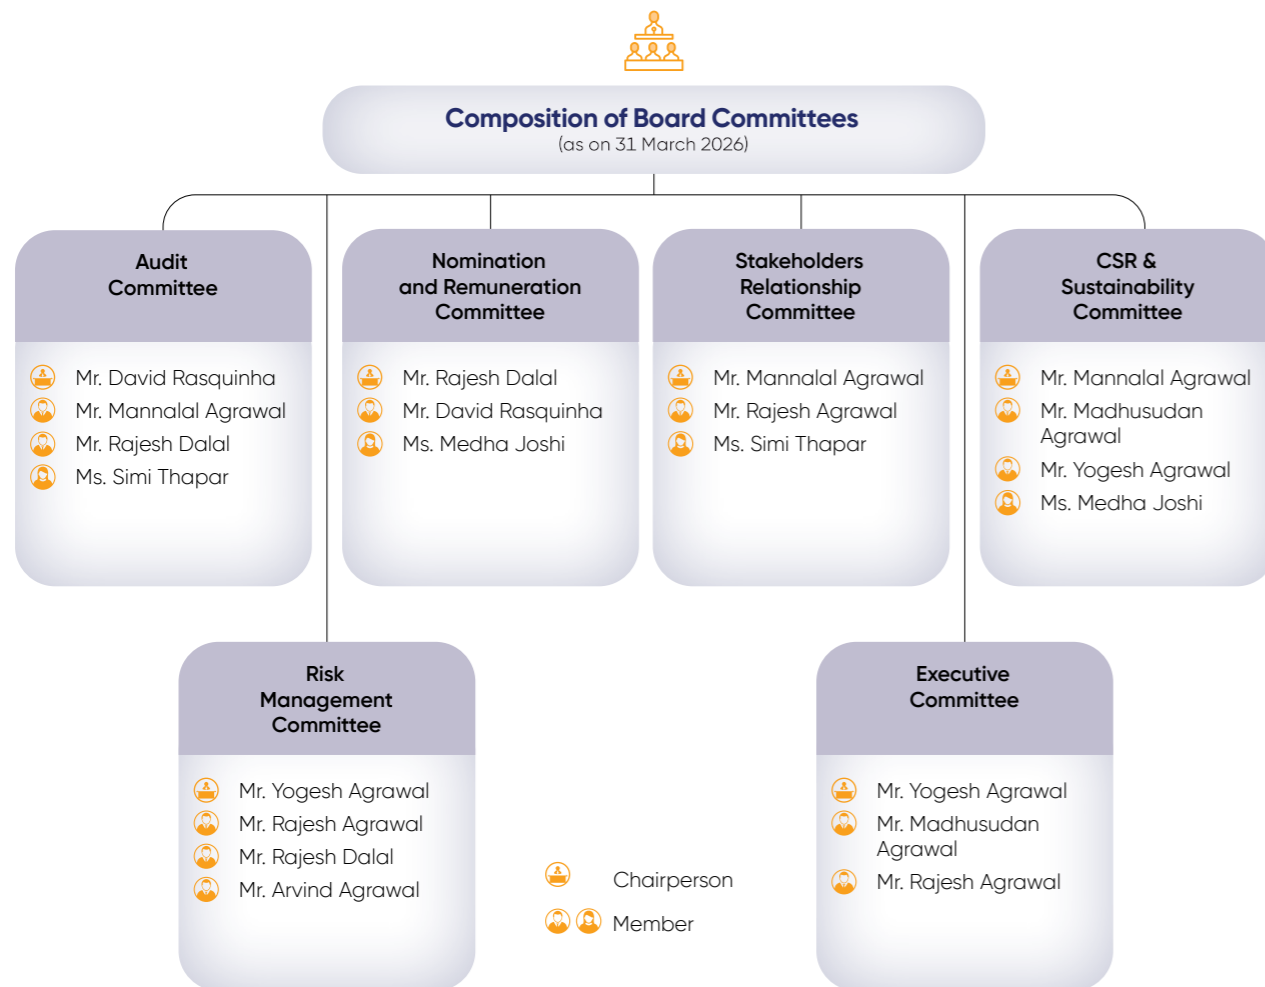 Composition of Board Committees
(as on 31 March 2026)
Audit
Committee
Mr. David Rasquinha
Mr. Mannalal Agrawal
Mr. Rajesh Dalal
Ms. Simi Thapar
Nomination
and Remuneration
Committee
Mr. Rajesh Dalal
Mr. David Rasquinha
Ms. Medha Joshi
Stakeholders
Relationship
Committee
Mr. Mannalal Agrawal
Mr. Rajesh Agrawal
Ms. Simi Thapar
CSR &
Sustainability
Committee
Mr. Mannalal Agrawal
Mr. Madhusudan
Agrawal
Mr. Yogesh Agrawal
Ms. Medha Joshi
Risk
Management
Committee
Mr. Yogesh Agrawal
Mr. Rajesh Agrawal
Mr. Rajesh Dalal
Mr. Arvind Agrawal
Chairperson
Member
Executive
Committee
Mr. Yogesh Agrawal
Mr. Madhusudan
Agrawal
Mr. Rajesh Agrawal